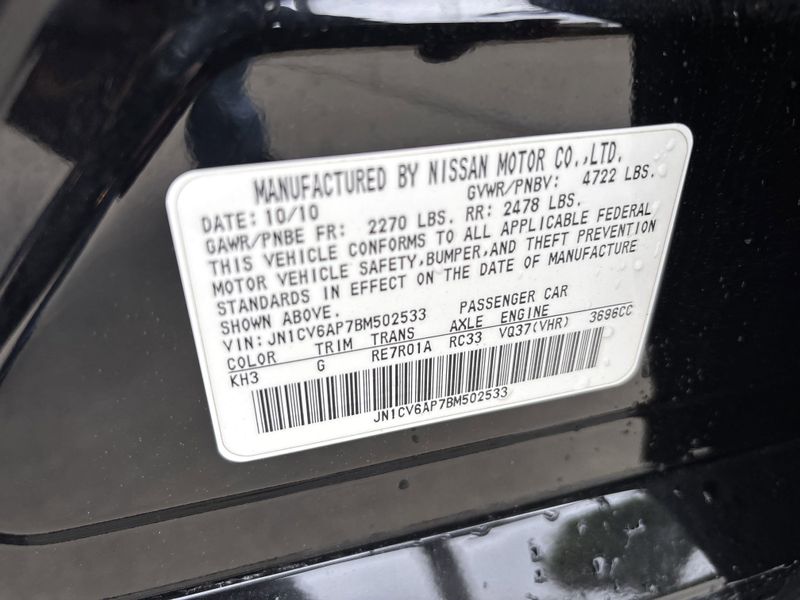 MANUFACTURED BY NISSAN MOTOR CO.,LTD.
DATE: 10/10 GVWR/PNBV: 4722 LBS.
GAWR/PNBE FR: 2270 LBS. RR: 2478 LBS.
THIS VEHICLE CONFORMS TO ALL APPLICABLE FEDERAL
MOTOR VEHICLE SAFETY,BUMPER,AND THEFT PREVENTION
STANDARDS IN EFFECT ON THE DATE OF MANUFACTURE
SHOWN ABOVE.
VIN: JN1CV6AP7BM502533 PASSENGER CAR
COLOR TRIM TRANS AXLE ENGINE
KH3 G RE7R01A RC33 VQ37(VHR) 3696CC
JN1CV6AP7BM502533